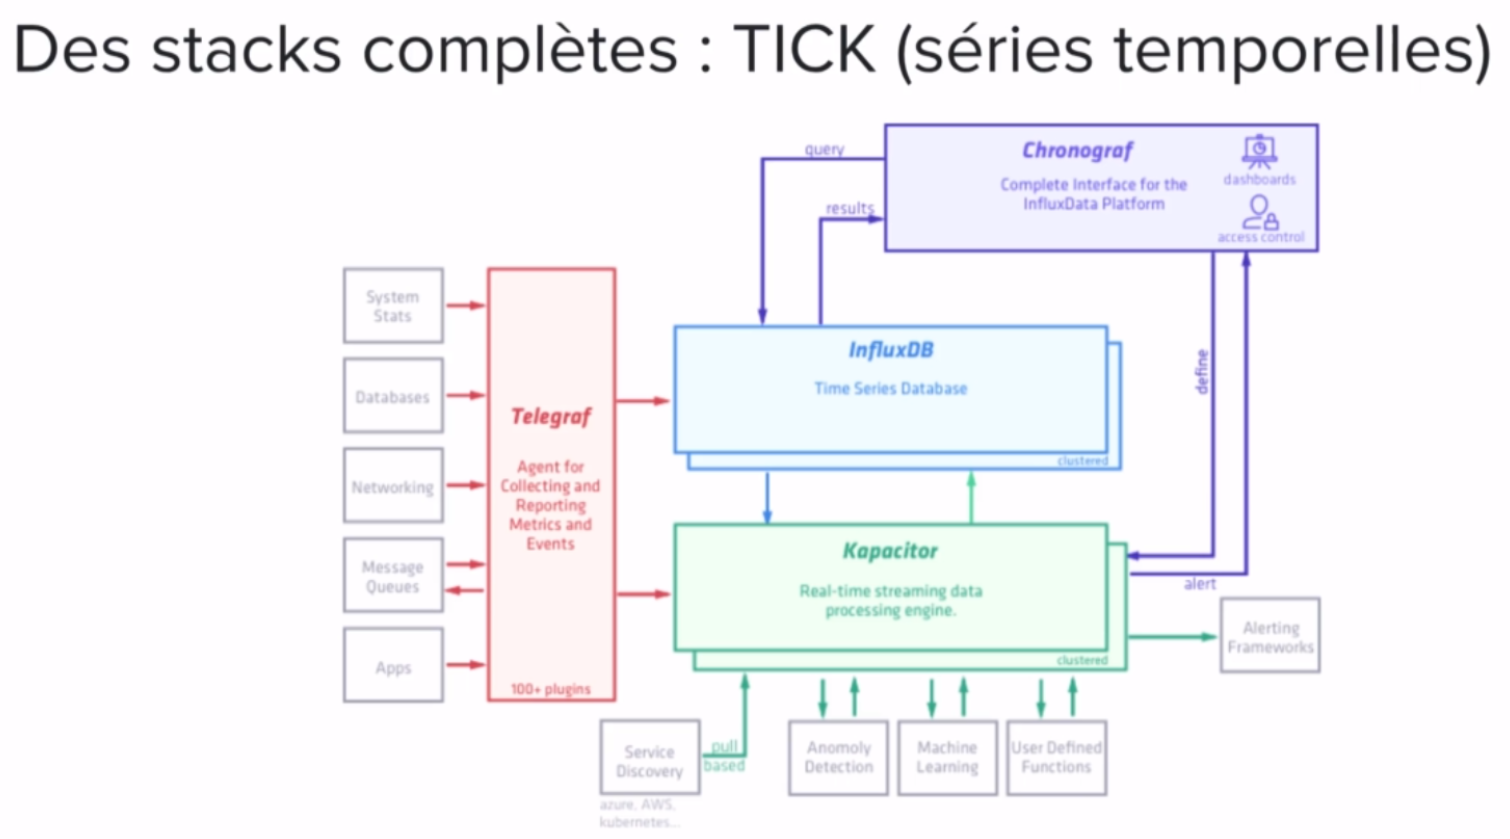 Des stacks complètes : TICK (séries temporelles)
query
Chronograf
Complete Interface for the
InfluxData Platform
dashboards
access control
results
System
Stats
Databases
Networking
Message
Queues
Apps
Telegraf
Agent for
Collecting and
Reporting
Metrics and
Events
100+ plugins
InfluxDB
Time Series Database
clustered
define
Kapacitor
Real-time streaming data
processing engine.
clustered
alert
Alerting
Frameworks
Service
Discovery
azure, AWS,
kubernetes...
pull
based
Anomoly
Detection
Machine
Learning
User Defined
Functions